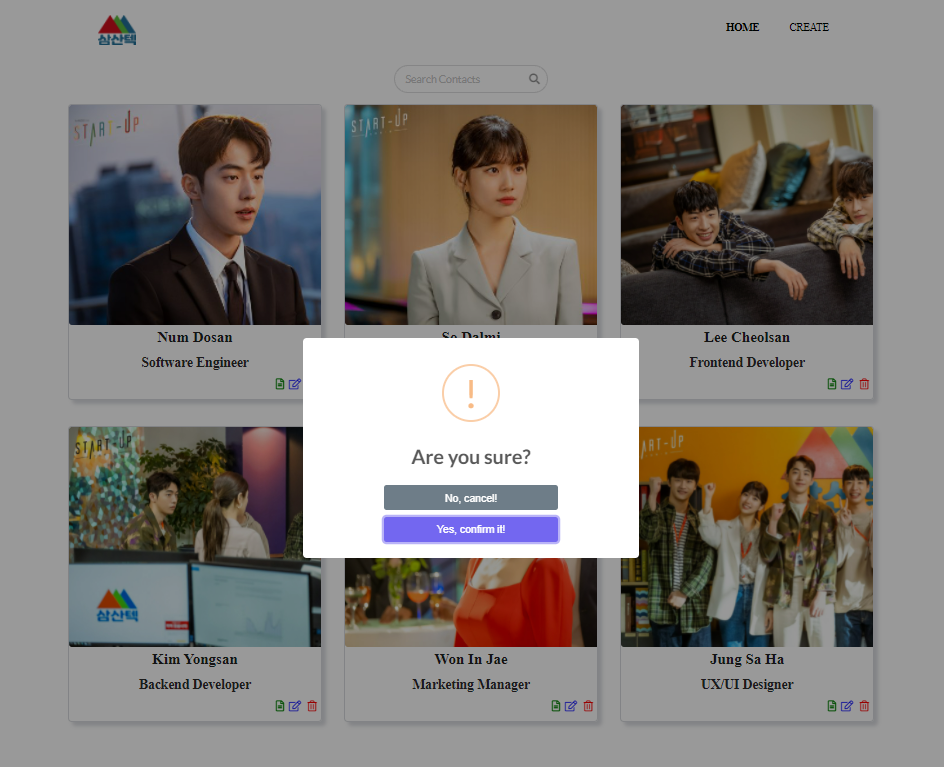 삼산텍
HOME
CREATE
Search Contacts
START-UP
START-UP
Num Dosan
Software Engineer
So Dalmi
Lee Cheolsan
Frontend Developer
Are you sure?
No, cancel!
Yes, confirm it!
START-UP
삼산텍
START-UP
Kim Yongsan
Backend Developer
Won In Jae
Marketing Manager
Jung Sa Ha
UX/UI Designer